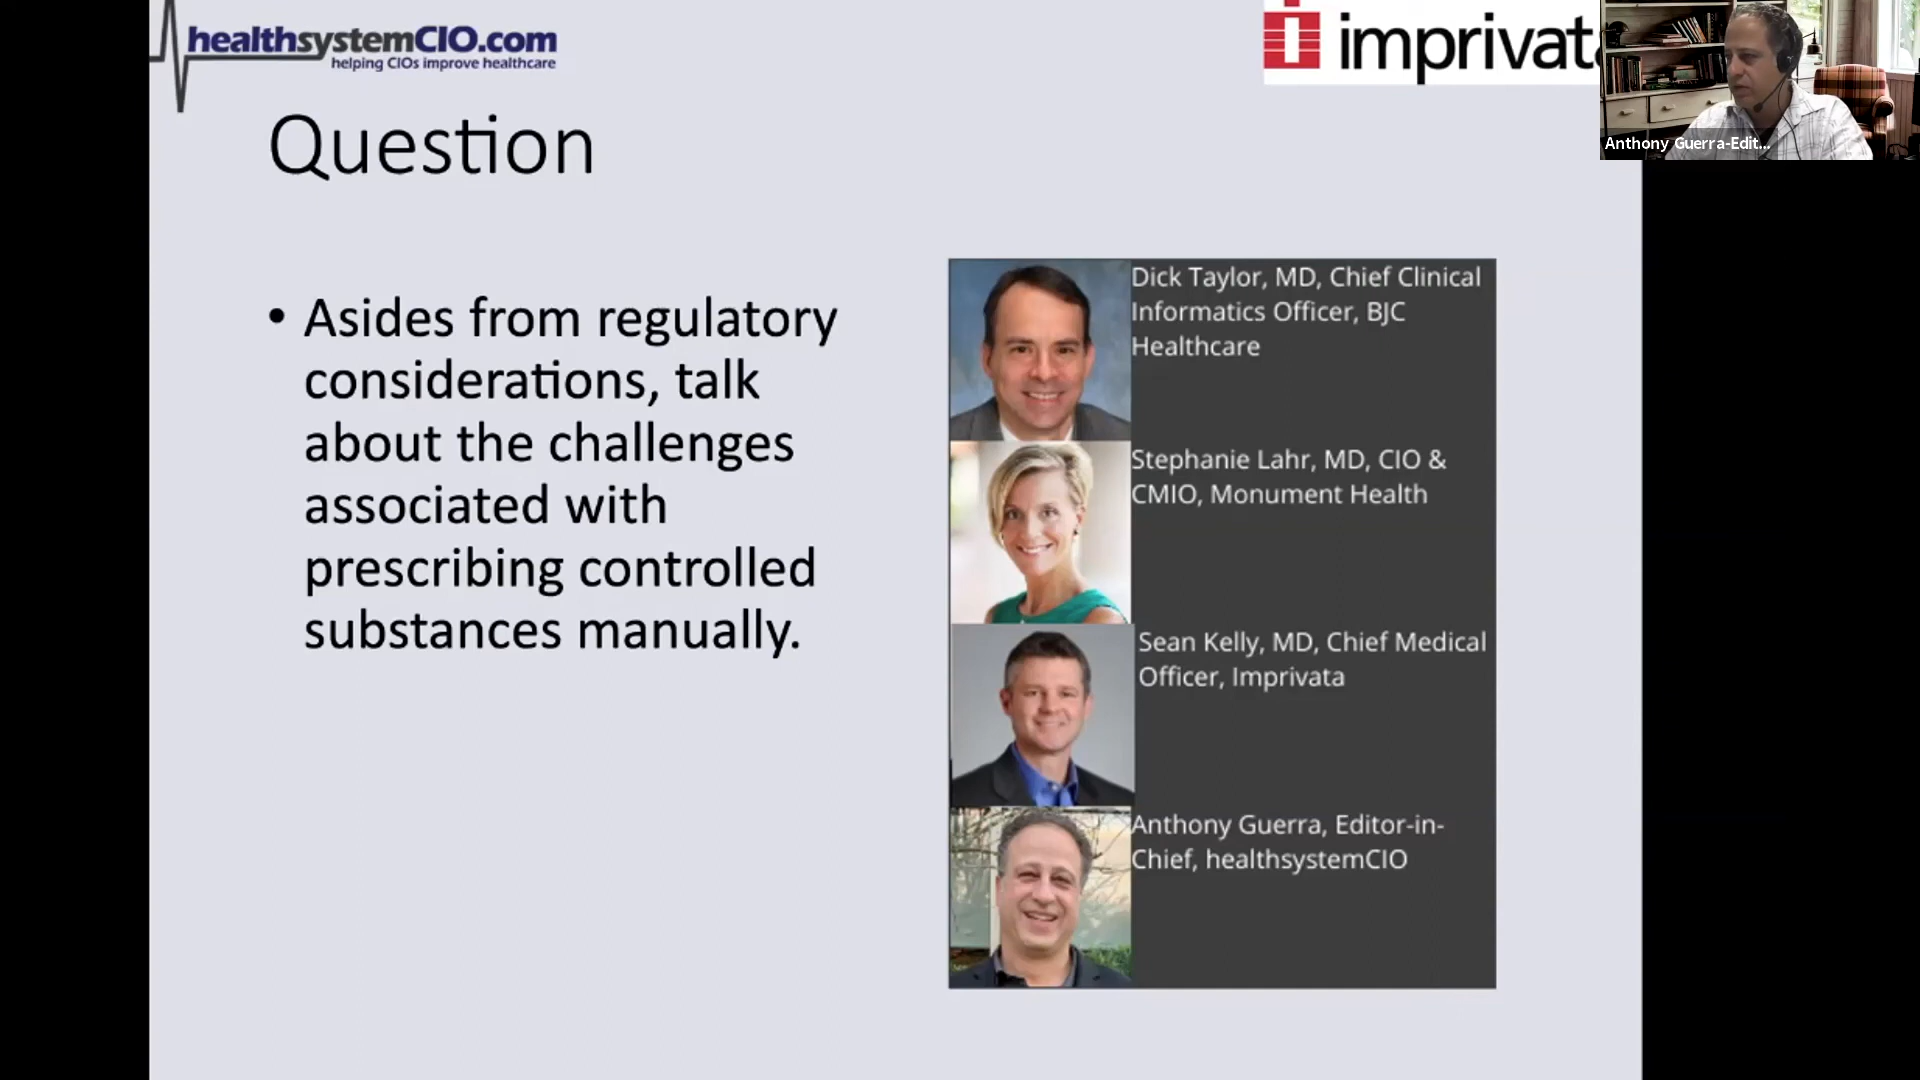 healthsystemCIO.com
helping CIOs improve healthcare
imprivata
Anthony Guerra-Edit...
Question
• Asides from regulatory
considerations, talk
about the challenges
associated with
prescribing controlled
substances manually.
Dick Taylor, MD, Chief Clinical
Informatics Officer, BJC
Healthcare
Stephanie Lahr, MD, CIO &
CMIO, Monument Health
Sean Kelly, MD, Chief Medical
Officer, Imprivata
Anthony Guerra, Editor-in-
Chief, healthsystemCIO